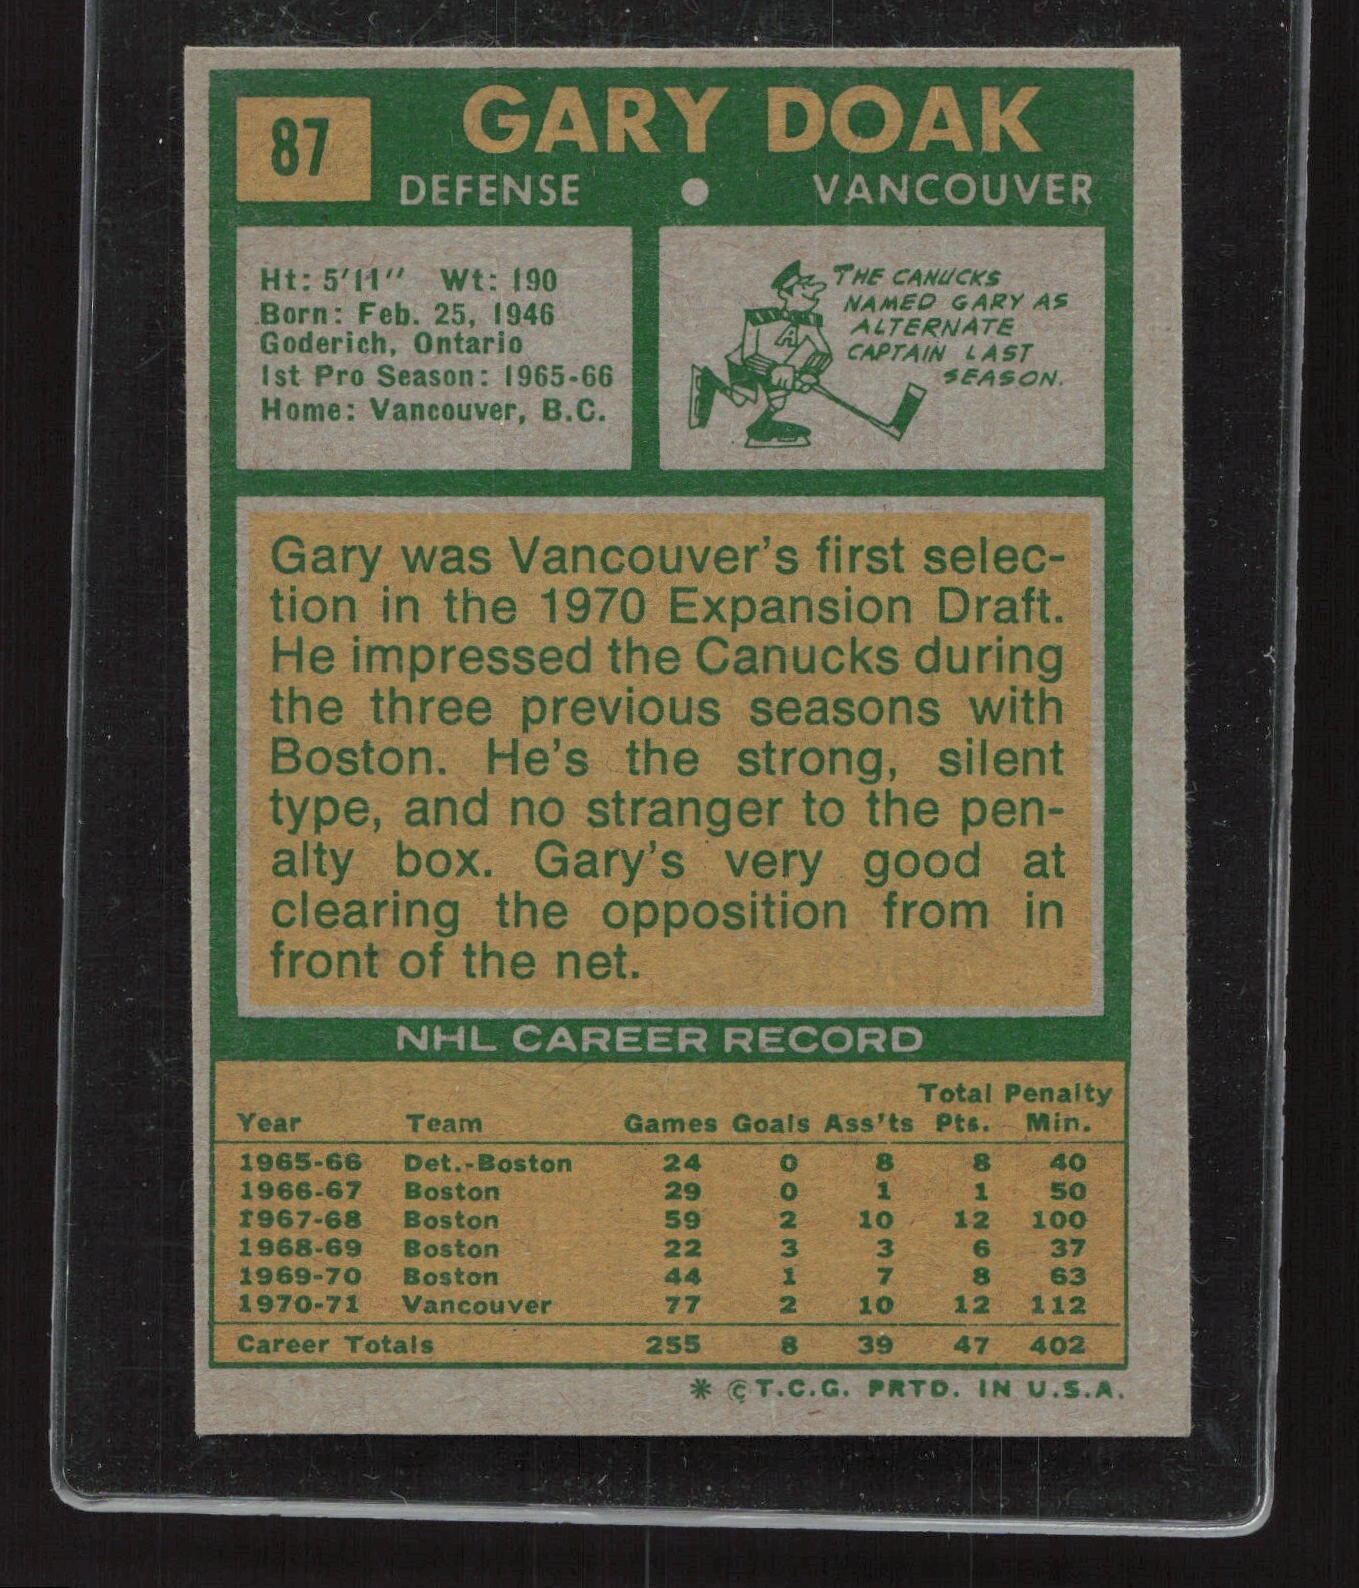 87
GARY DOAK
DEFENSE • VANCOUVER
Ht: 5'11" Wt: 190
Born: Feb. 25, 1946
Goderich, Ontario
1st Pro Season: 1965-66
Home: Vancouver, B.C.
THE CANUCKS
NAMED GARY AS
ALTERNATE
CAPTAIN LAST
SEASON.
A
Gary was Vancouver's first selec-
tion in the 1970 Expansion Draft.
He impressed the Canucks during
the three previous seasons with
Boston. He's the strong, silent
type, and no stranger to the pen-
alty box. Gary's very good at
clearing the opposition from in
front of the net.
NHL CAREER RECORD
Total Penalty
Year Team Games Goals Ass'ts Pts. Min.
1965-66 Det.-Boston 24 0 8 8 40
1966-67 Boston 29 0 1 1 50
1967-68 Boston 59 2 10 12 100
1968-69 Boston 22 3 3 6 37
1969-70 Boston 44 1 7 8 63
1970-71 Vancouver 77 2 10 12 112
Career Totals 255 8 39 47 402
* © T.C.G. PRTD. IN U.S.A.